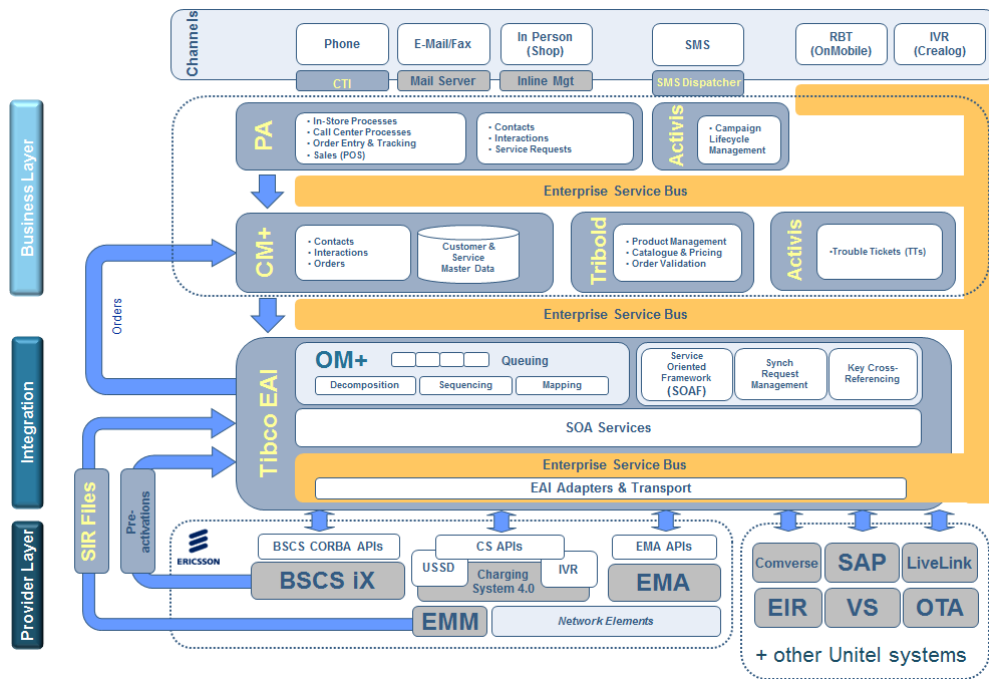 Channels
Phone
E-Mail/Fax
In Person
(Shop)
SMS
RBT
(OnMobile)
IVR
(Crealog)
CTI
Mail Server
Inline Mgt
SMS Dispatcher
Business Layer
PA
• In-Store Processes
• Call Center Processes
• Order Entry & Tracking
• Sales (POS)
• Contacts
• Interactions
• Service Requests
Activis
• Campaign
Lifecycle
Management
Enterprise Service Bus
CM+
• Contacts
• Interactions
• Orders
Customer &
Service
Master Data
Tribold
• Product Management
• Catalogue & Pricing
• Order Validation
Activis
•Trouble Tickets (TTs)
Orders
Enterprise Service Bus
Integration
Tibco EAI
OM+
Queuing
Decomposition
Sequencing
Mapping
Service
Oriented
Framework
(SOAF)
Synch
Request
Management
Key Cross-
Referencing
SOA Services
Enterprise Service Bus
EAI Adapters & Transport
SIR Files
Pre-
activations
Provider Layer
ERICSSON
BSCS CORBA APIs
BSCS iX
CS APIs
USSD
Charging
System 4.0
IVR
EMA APIs
EMA
EMM
Network Elements
Comverse
SAP
LiveLink
EIR
VS
OTA
+ other Unitel systems